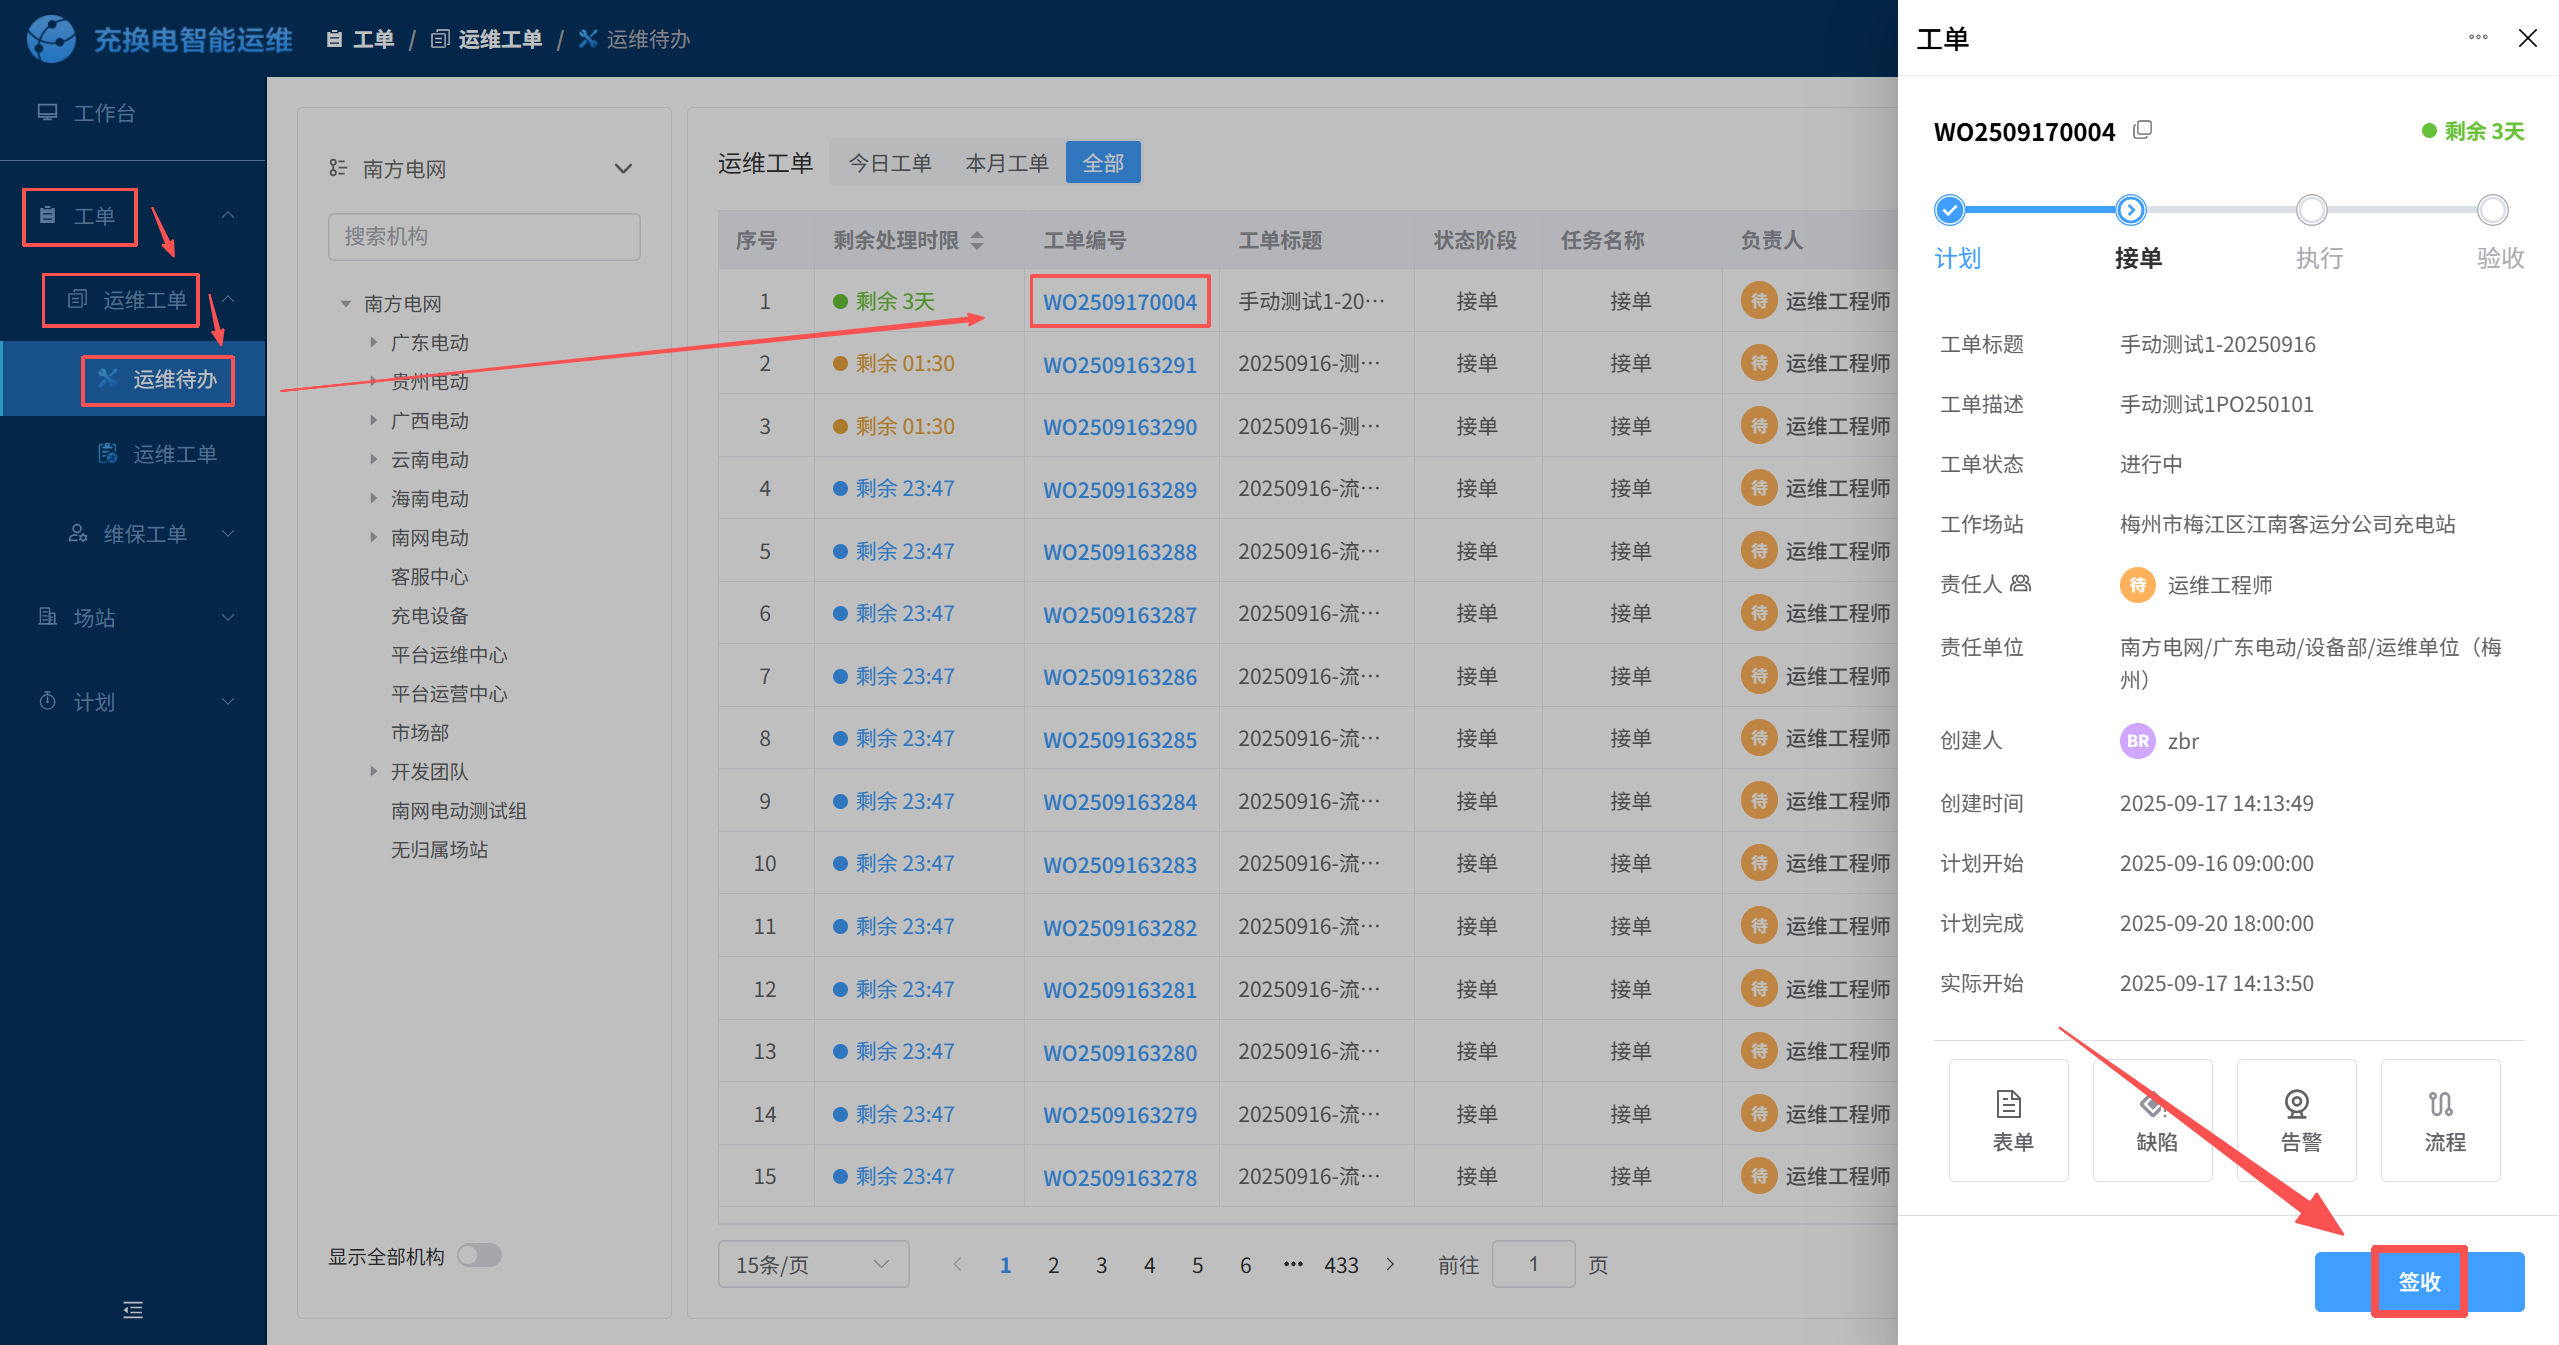 充换电智能运维
工单 / 运维工单 / 运维待办
工作台
工单
运维工单
运维待办
运维工单
维保工单
场站
计划
南方电网
搜索机构
南方电网
广东电动
贵州电动
广西电动
云南电动
海南电动
南网电动
客服中心
充电设备
平台运维中心
平台运营中心
市场部
开发团队
南网电动测试组
无归属场站
显示全部机构
运维工单 今日工单 本月工单 全部
序号 剩余处理时限 工单编号 工单标题 状态阶段 任务名称 负责人
1 剩余 3天 WO2509170004 手动测试1-20··· 接单 接单 待 运维工程师
2 剩余 01:30 WO2509163291 20250916-测··· 接单 接单 待 运维工程师
3 剩余 01:30 WO2509163290 20250916-测··· 接单 接单 待 运维工程师
4 剩余 23:47 WO2509163289 20250916-流··· 接单 接单 待 运维工程师
5 剩余 23:47 WO2509163288 20250916-流··· 接单 接单 待 运维工程师
6 剩余 23:47 WO2509163287 20250916-流··· 接单 接单 待 运维工程师
7 剩余 23:47 WO2509163286 20250916-流··· 接单 接单 待 运维工程师
8 剩余 23:47 WO2509163285 20250916-流··· 接单 接单 待 运维工程师
9 剩余 23:47 WO2509163284 20250916-流··· 接单 接单 待 运维工程师
10 剩余 23:47 WO2509163283 20250916-流··· 接单 接单 待 运维工程师
11 剩余 23:47 WO2509163282 20250916-流··· 接单 接单 待 运维工程师
12 剩余 23:47 WO2509163281 20250916-流··· 接单 接单 待 运维工程师
13 剩余 23:47 WO2509163280 20250916-流··· 接单 接单 待 运维工程师
14 剩余 23:47 WO2509163279 20250916-流··· 接单 接单 待 运维工程师
15 剩余 23:47 WO2509163278 20250916-流··· 接单 接单 待 运维工程师
15条/页 1 2 3 4 5 6 ··· 433 前往 1 页
工单
WO2509170004 剩余 3天
计划 接单 执行 验收
工单标题 手动测试1-20250916
工单描述 手动测试1PO250101
工单状态 进行中
工作场站 梅州市梅江区江南客运分公司充电站
责任人 待 运维工程师
责任单位 南方电网/广东电动/设备部/运维单位（梅
州）
创建人 BR zbr
创建时间 2025-09-17 14:13:49
计划开始 2025-09-16 09:00:00
计划完成 2025-09-20 18:00:00
实际开始 2025-09-17 14:13:50
表单 缺陷 告警 流程
签收